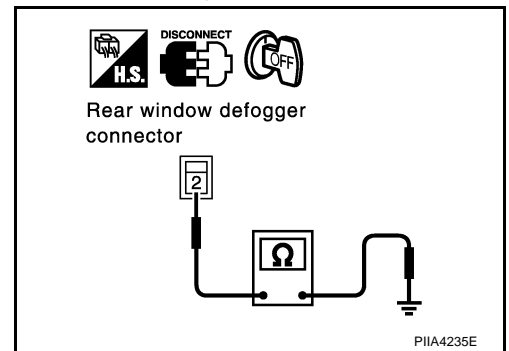 DISCONNECT
H.S.
OFF
Rear window defogger
connector
2
Ω
PIIA4235E